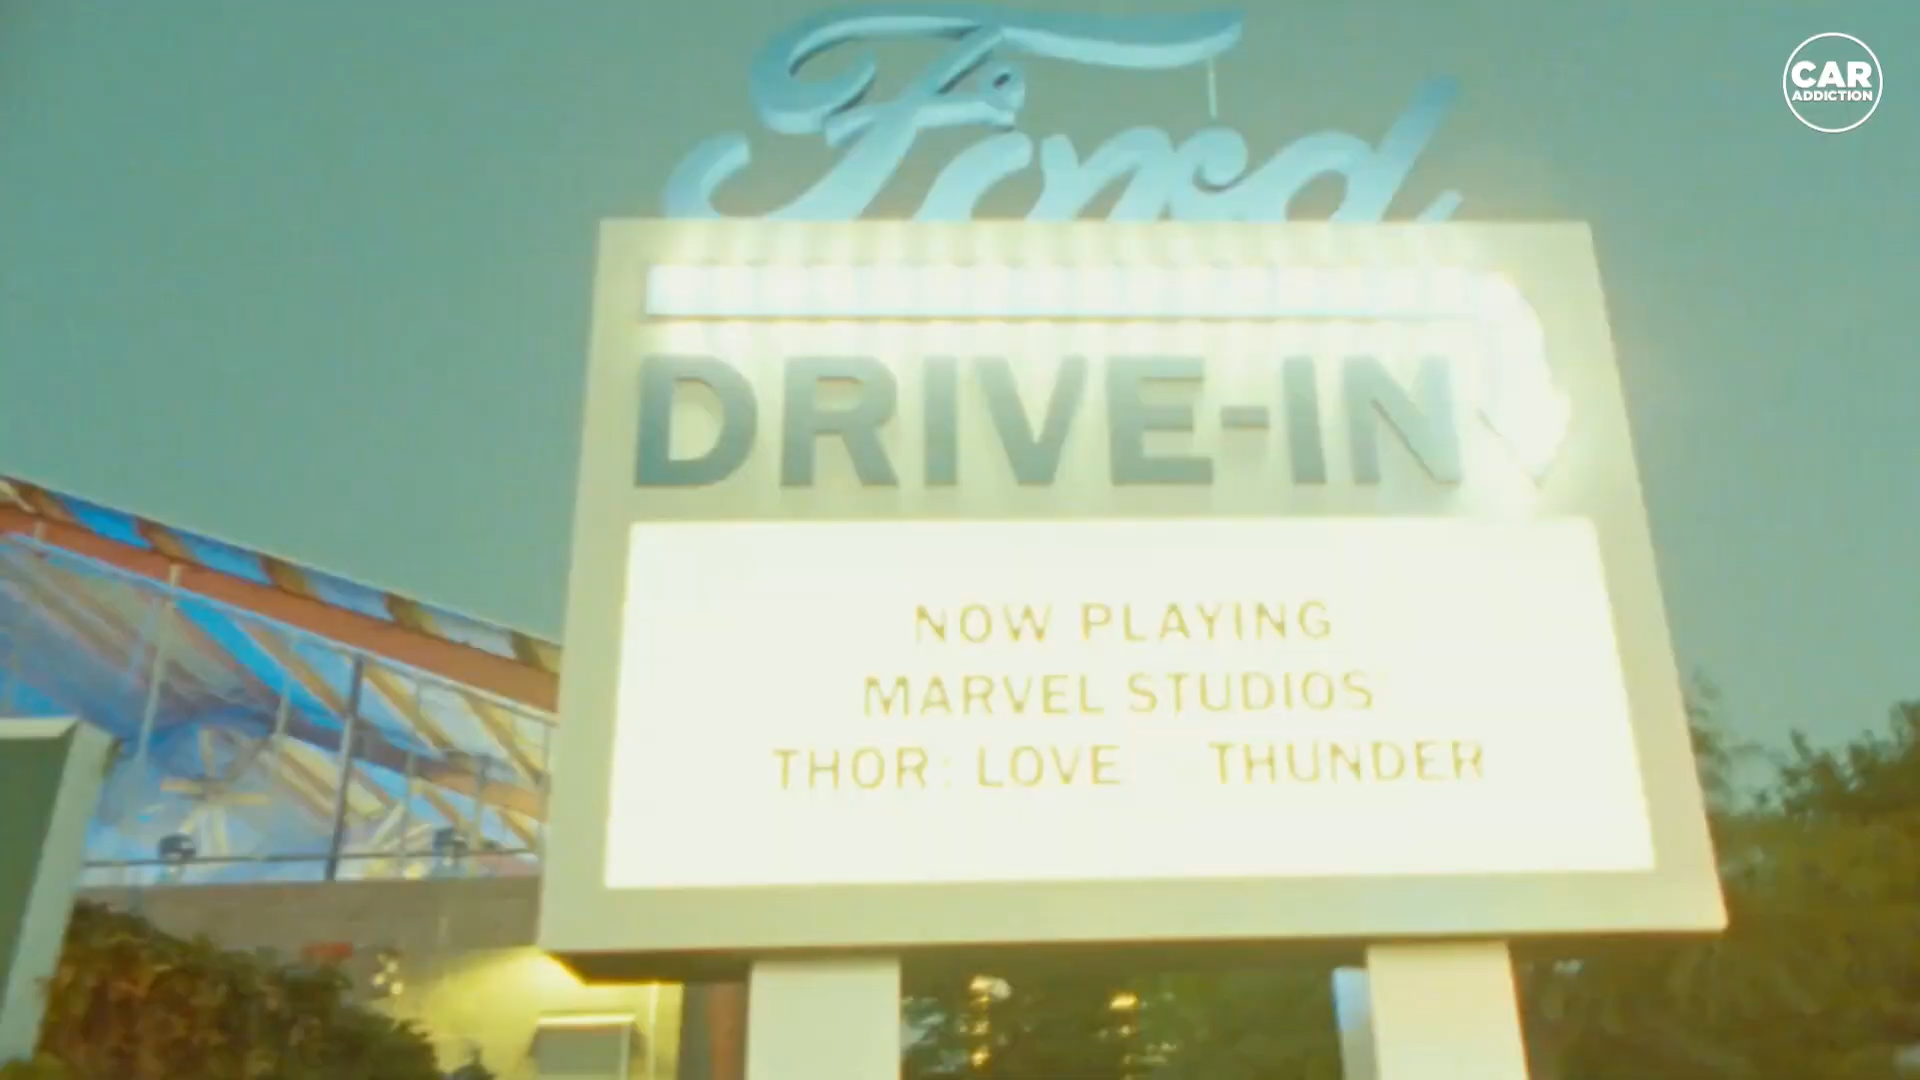 Ford
CAR
ADDICTION
DRIVE-IN
NOW PLAYING
MARVEL STUDIOS
THOR: LOVE THUNDER